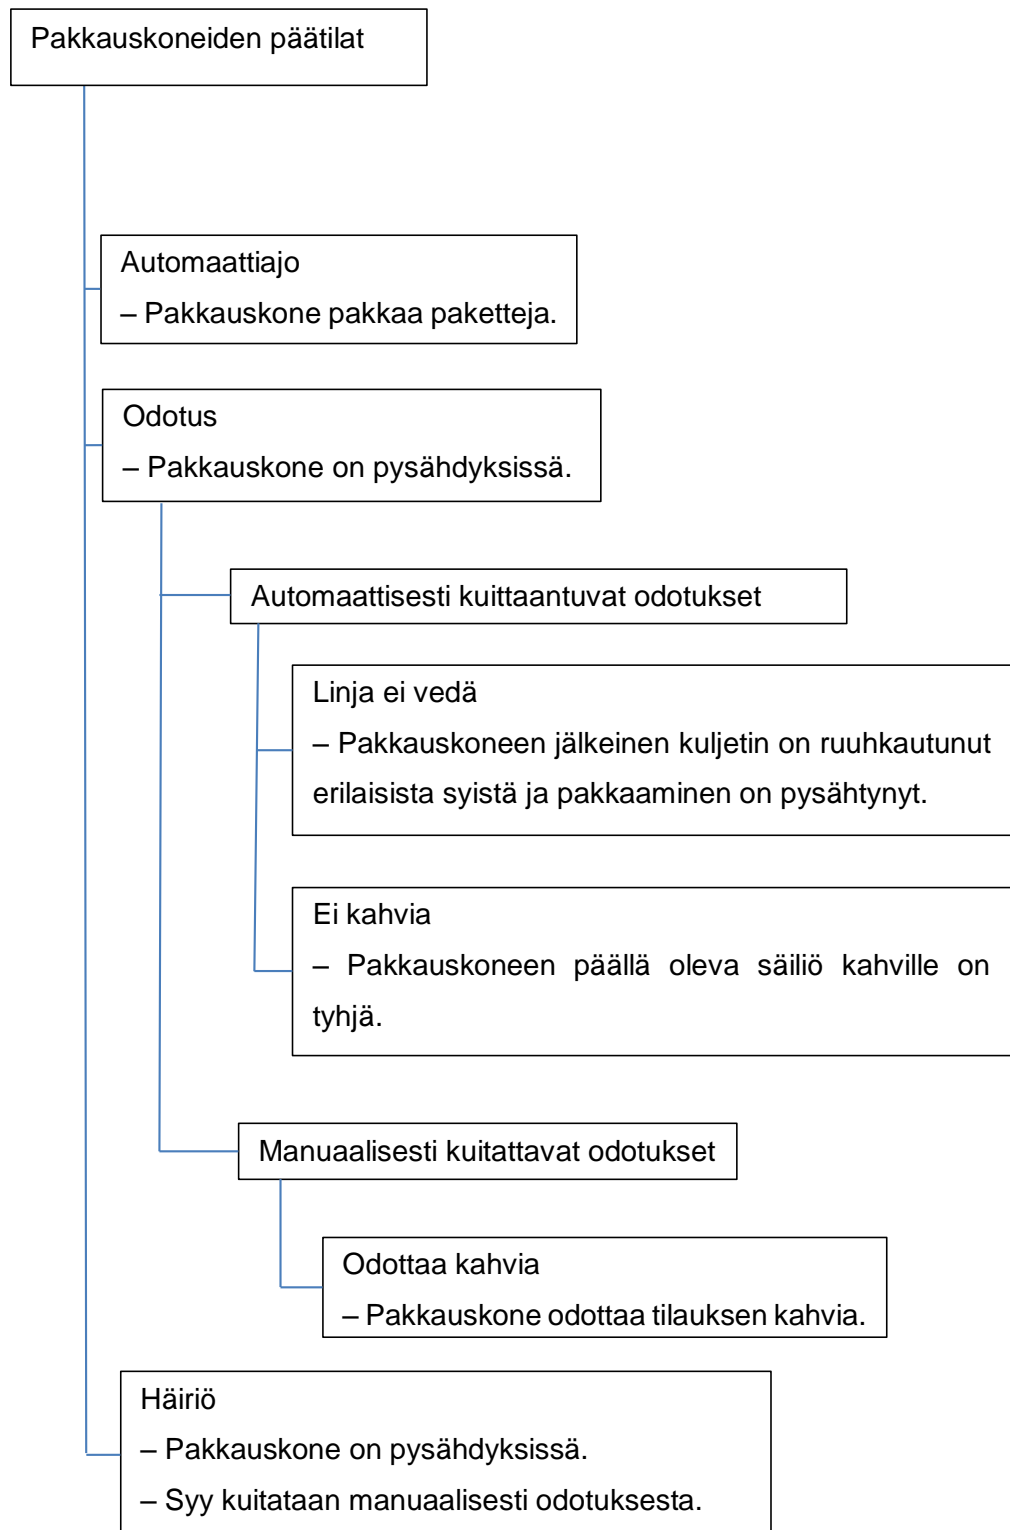 Pakkauskoneiden päätilat
Automaattiajo
– Pakkauskone pakkaa paketteja.
Odotus
– Pakkauskone on pysähdyksissä.
Automaattisesti kuittaantuvat odotukset
Linja ei vedä
– Pakkauskoneen jälkeinen kuljetin on ruuhkautunut
erilaisista syistä ja pakkaaminen on pysähtynyt.
Ei kahvia
– Pakkauskoneen päällä oleva säiliö kahville on
tyhjä.
Manuaalisesti kuitattavat odotukset
Odottaa kahvia
– Pakkauskone odottaa tilauksen kahvia.
Häiriö
– Pakkauskone on pysähdyksissä.
– Syy kuitataan manuaalisesti odotuksesta.